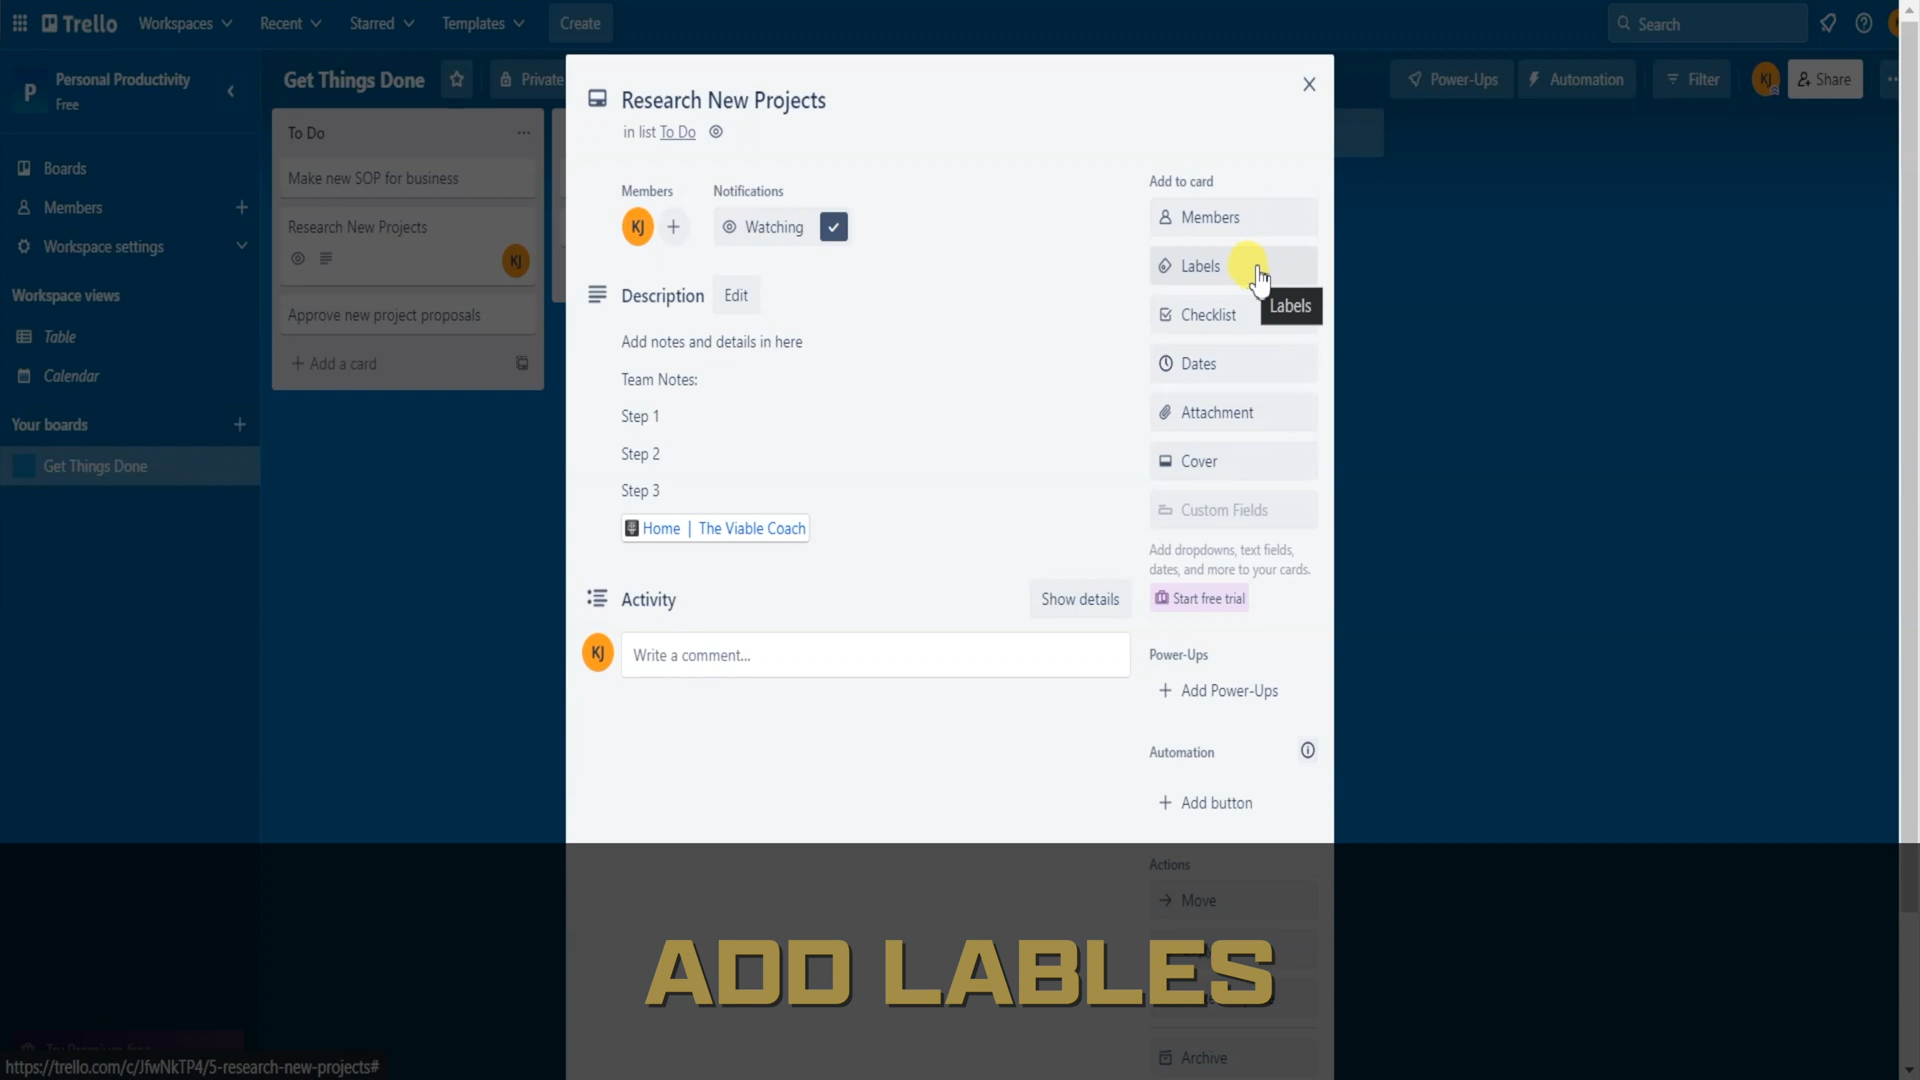 Trello
Workspaces
Recent
Starred
Templates
Create
Search
P
Personal Productivity
Free
Get Things Done
Private
Power-Ups
Automation
Filter
KJ
Share
Boards
Members
Workspace settings
Workspace views
Table
Calendar
Your boards
Get Things Done
To Do
Make new SOP for business
Research New Projects
KJ
Approve new project proposals
Add a card
Research New Projects
in list To Do
Members
Notifications
KJ
Watching
Description
Edit
Add notes and details in here
Team Notes:
Step 1
Step 2
Step 3
Home | The Viable Coach
Activity
Show details
KJ
Write a comment...
Add to card
Members
Labels
Labels
Checklist
Dates
Attachment
Cover
Custom Fields
Add dropdowns, text fields,
dates, and more to your cards.
Start free trial
Power-Ups
Add Power-Ups
Automation
Add button
Actions
Move
Archive
ADD LABLES
Try Premium free
https://trello.com/c/JfwNkTP4/5-research-new-projects#